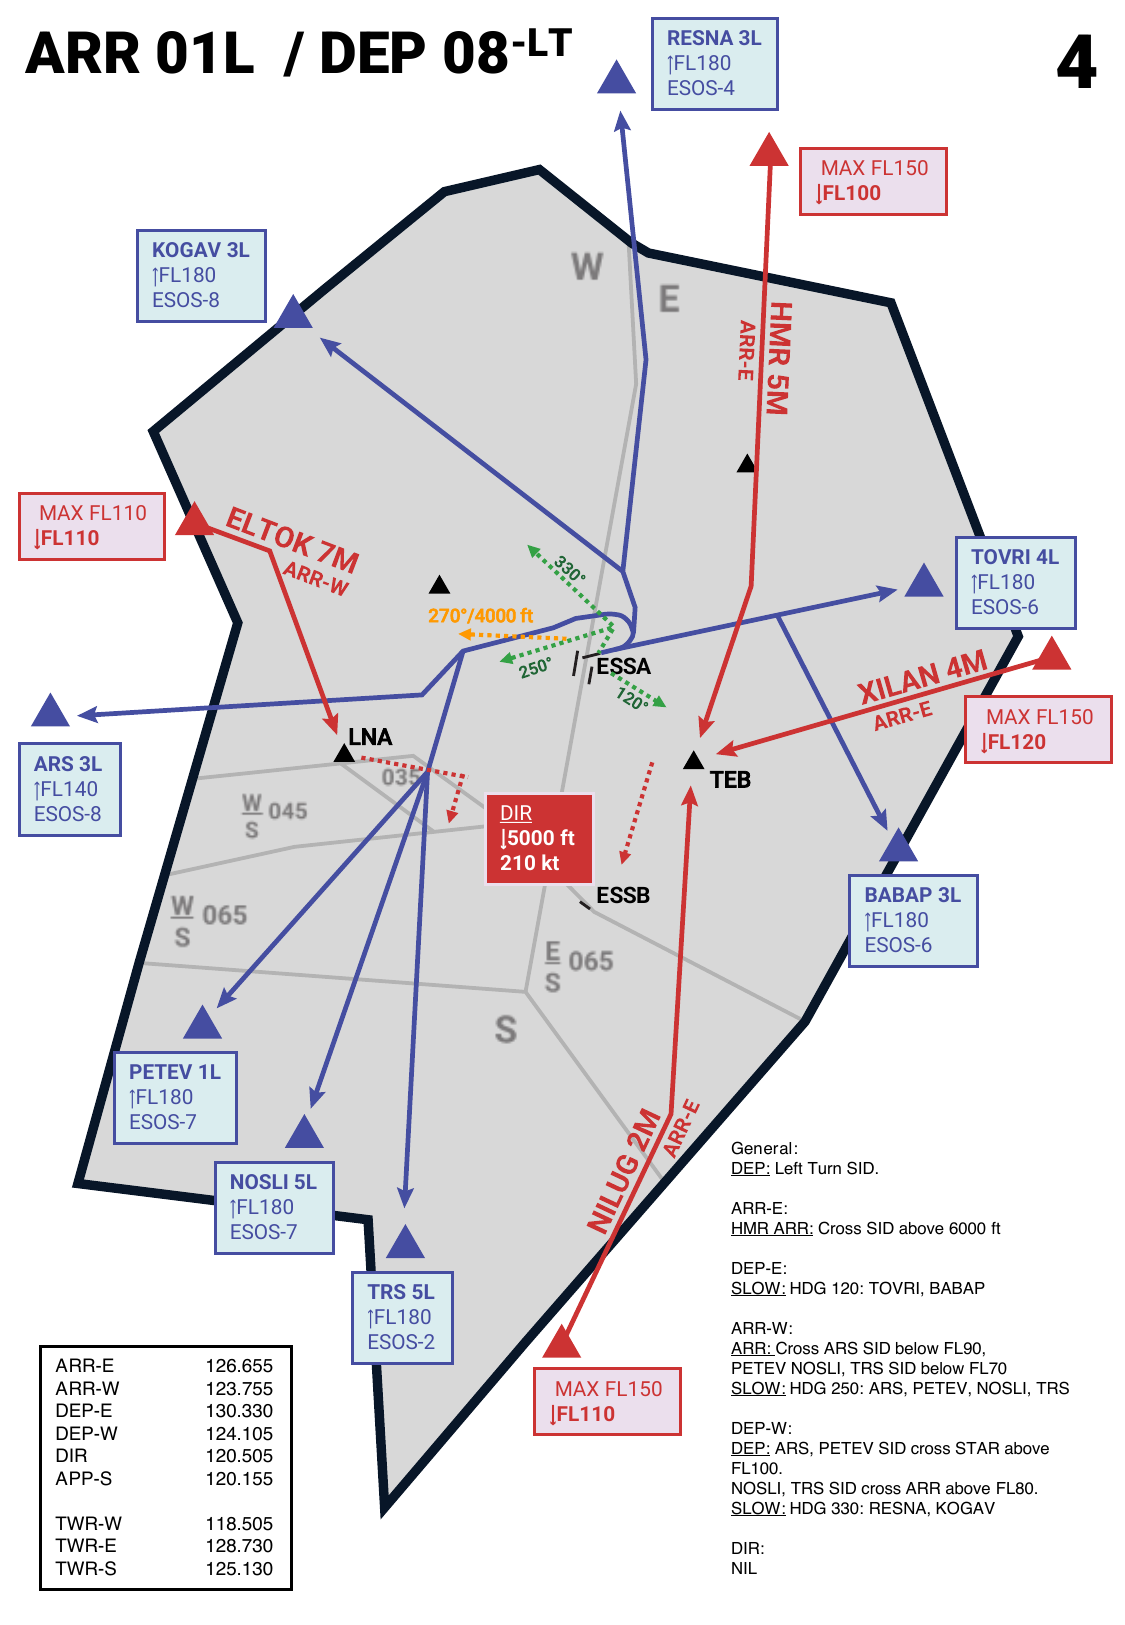 ARR 01L / DEP 08-LT
4
RESNA 3L
↑FL180
ESOS-4
MAX FL150
↓FL100
KOGAV 3L
↑FL180
ESOS-8
W
E
HMR 5M
ARR-E
MAX FL110
↓FL110
ELTOK 7M
ARR-W
TOVRI 4L
↑FL180
ESOS-6
330°
270°/4000 ft
250°
120°
ESSA
XILAN 4M
ARR-E
MAX FL150
↓FL120
ARS 3L
↑FL140
ESOS-8
LNA
TEB
035
W
S
045
DIR
↓5000 ft
210 kt
ESSB
W
S
065
E
S
065
BABAP 3L
↑FL180
ESOS-6
S
PETEV 1L
↑FL180
ESOS-7
NOSLI 5L
↑FL180
ESOS-7
TRS 5L
↑FL180
ESOS-2
NILUG 2M
ARR-E
MAX FL150
↓FL110
General:
DEP: Left Turn SID.
ARR-E:
HMR ARR: Cross SID above 6000 ft
DEP-E:
SLOW: HDG 120: TOVRI, BABAP
ARR-W:
ARR: Cross ARS SID below FL90,
PETEV NOSLI, TRS SID below FL70
SLOW: HDG 250: ARS, PETEV, NOSLI, TRS
DEP-W:
DEP: ARS, PETEV SID cross STAR above
FL100.
NOSLI, TRS SID cross ARR above FL80.
SLOW: HDG 330: RESNA, KOGAV
DIR:
NIL
ARR-E 126.655
ARR-W 123.755
DEP-E 130.330
DEP-W 124.105
DIR 120.505
APP-S 120.155
TWR-W 118.505
TWR-E 128.730
TWR-S 125.130